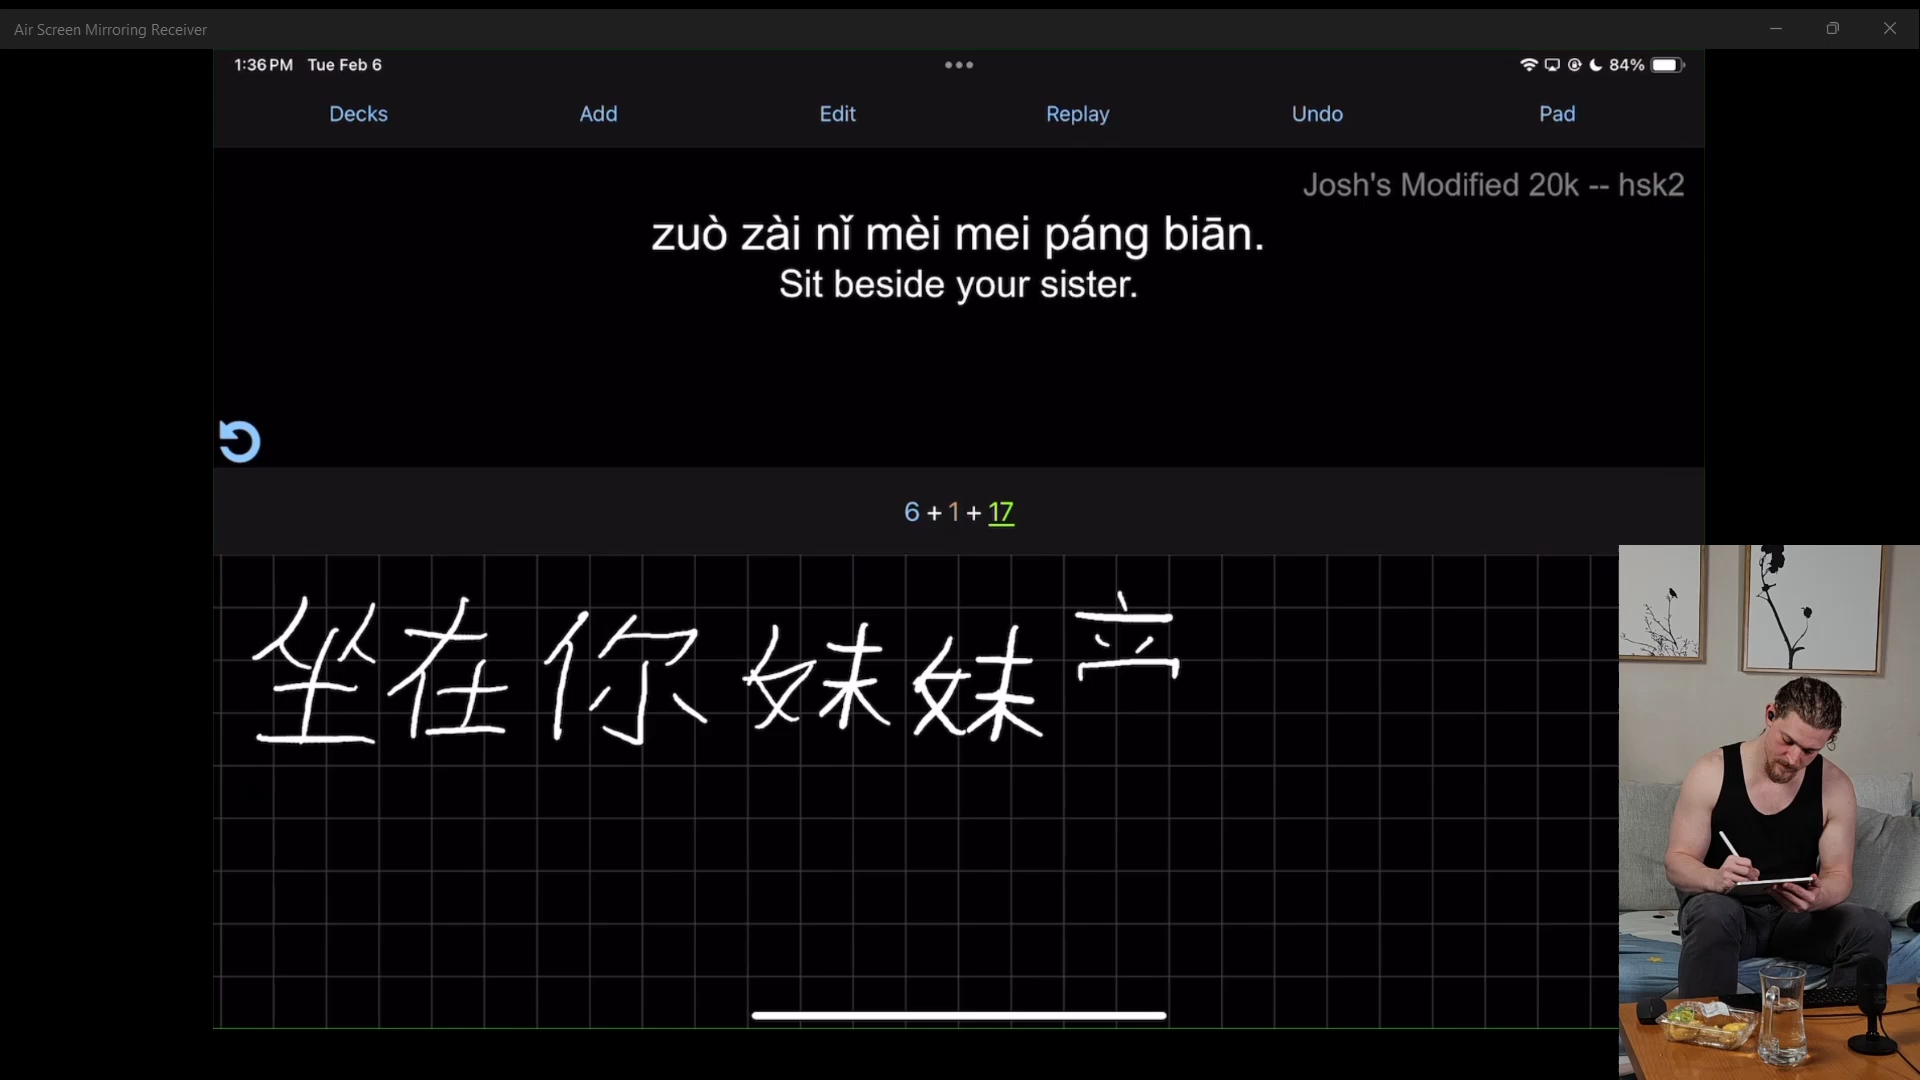 Air Screen Mirroring Receiver
1:36 PM Tue Feb 6
84%
Decks Add Edit Replay Undo Pad
Josh's Modified 20k -- hsk2
zuò zài nǐ mèi mei páng biān.
Sit beside your sister.
6 + 1 + 17
坐在你妹妹